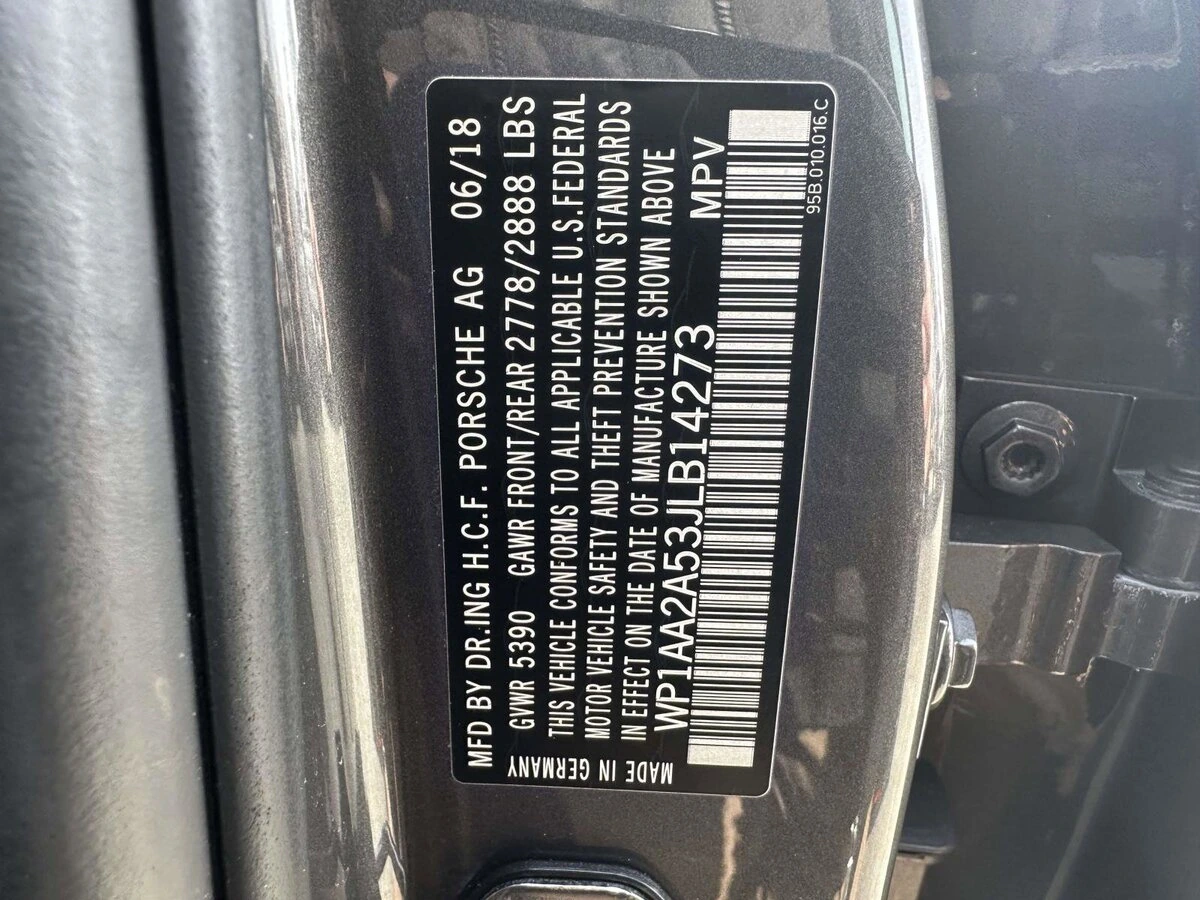 MFD BY DR.ING H.C.F. PORSCHE AG 06/18
GVWR 5390 GAWR FRONT/REAR 2778/2888 LBS
THIS VEHICLE CONFORMS TO ALL APPLICABLE U.S.FEDERAL
MOTOR VEHICLE SAFETY AND THEFT PREVENTION STANDARDS
IN EFFECT ON THE DATE OF MANUFACTURE SHOWN ABOVE
WP1AA2A53JLB14273 MPV
MADE IN GERMANY
95B.010.016.C